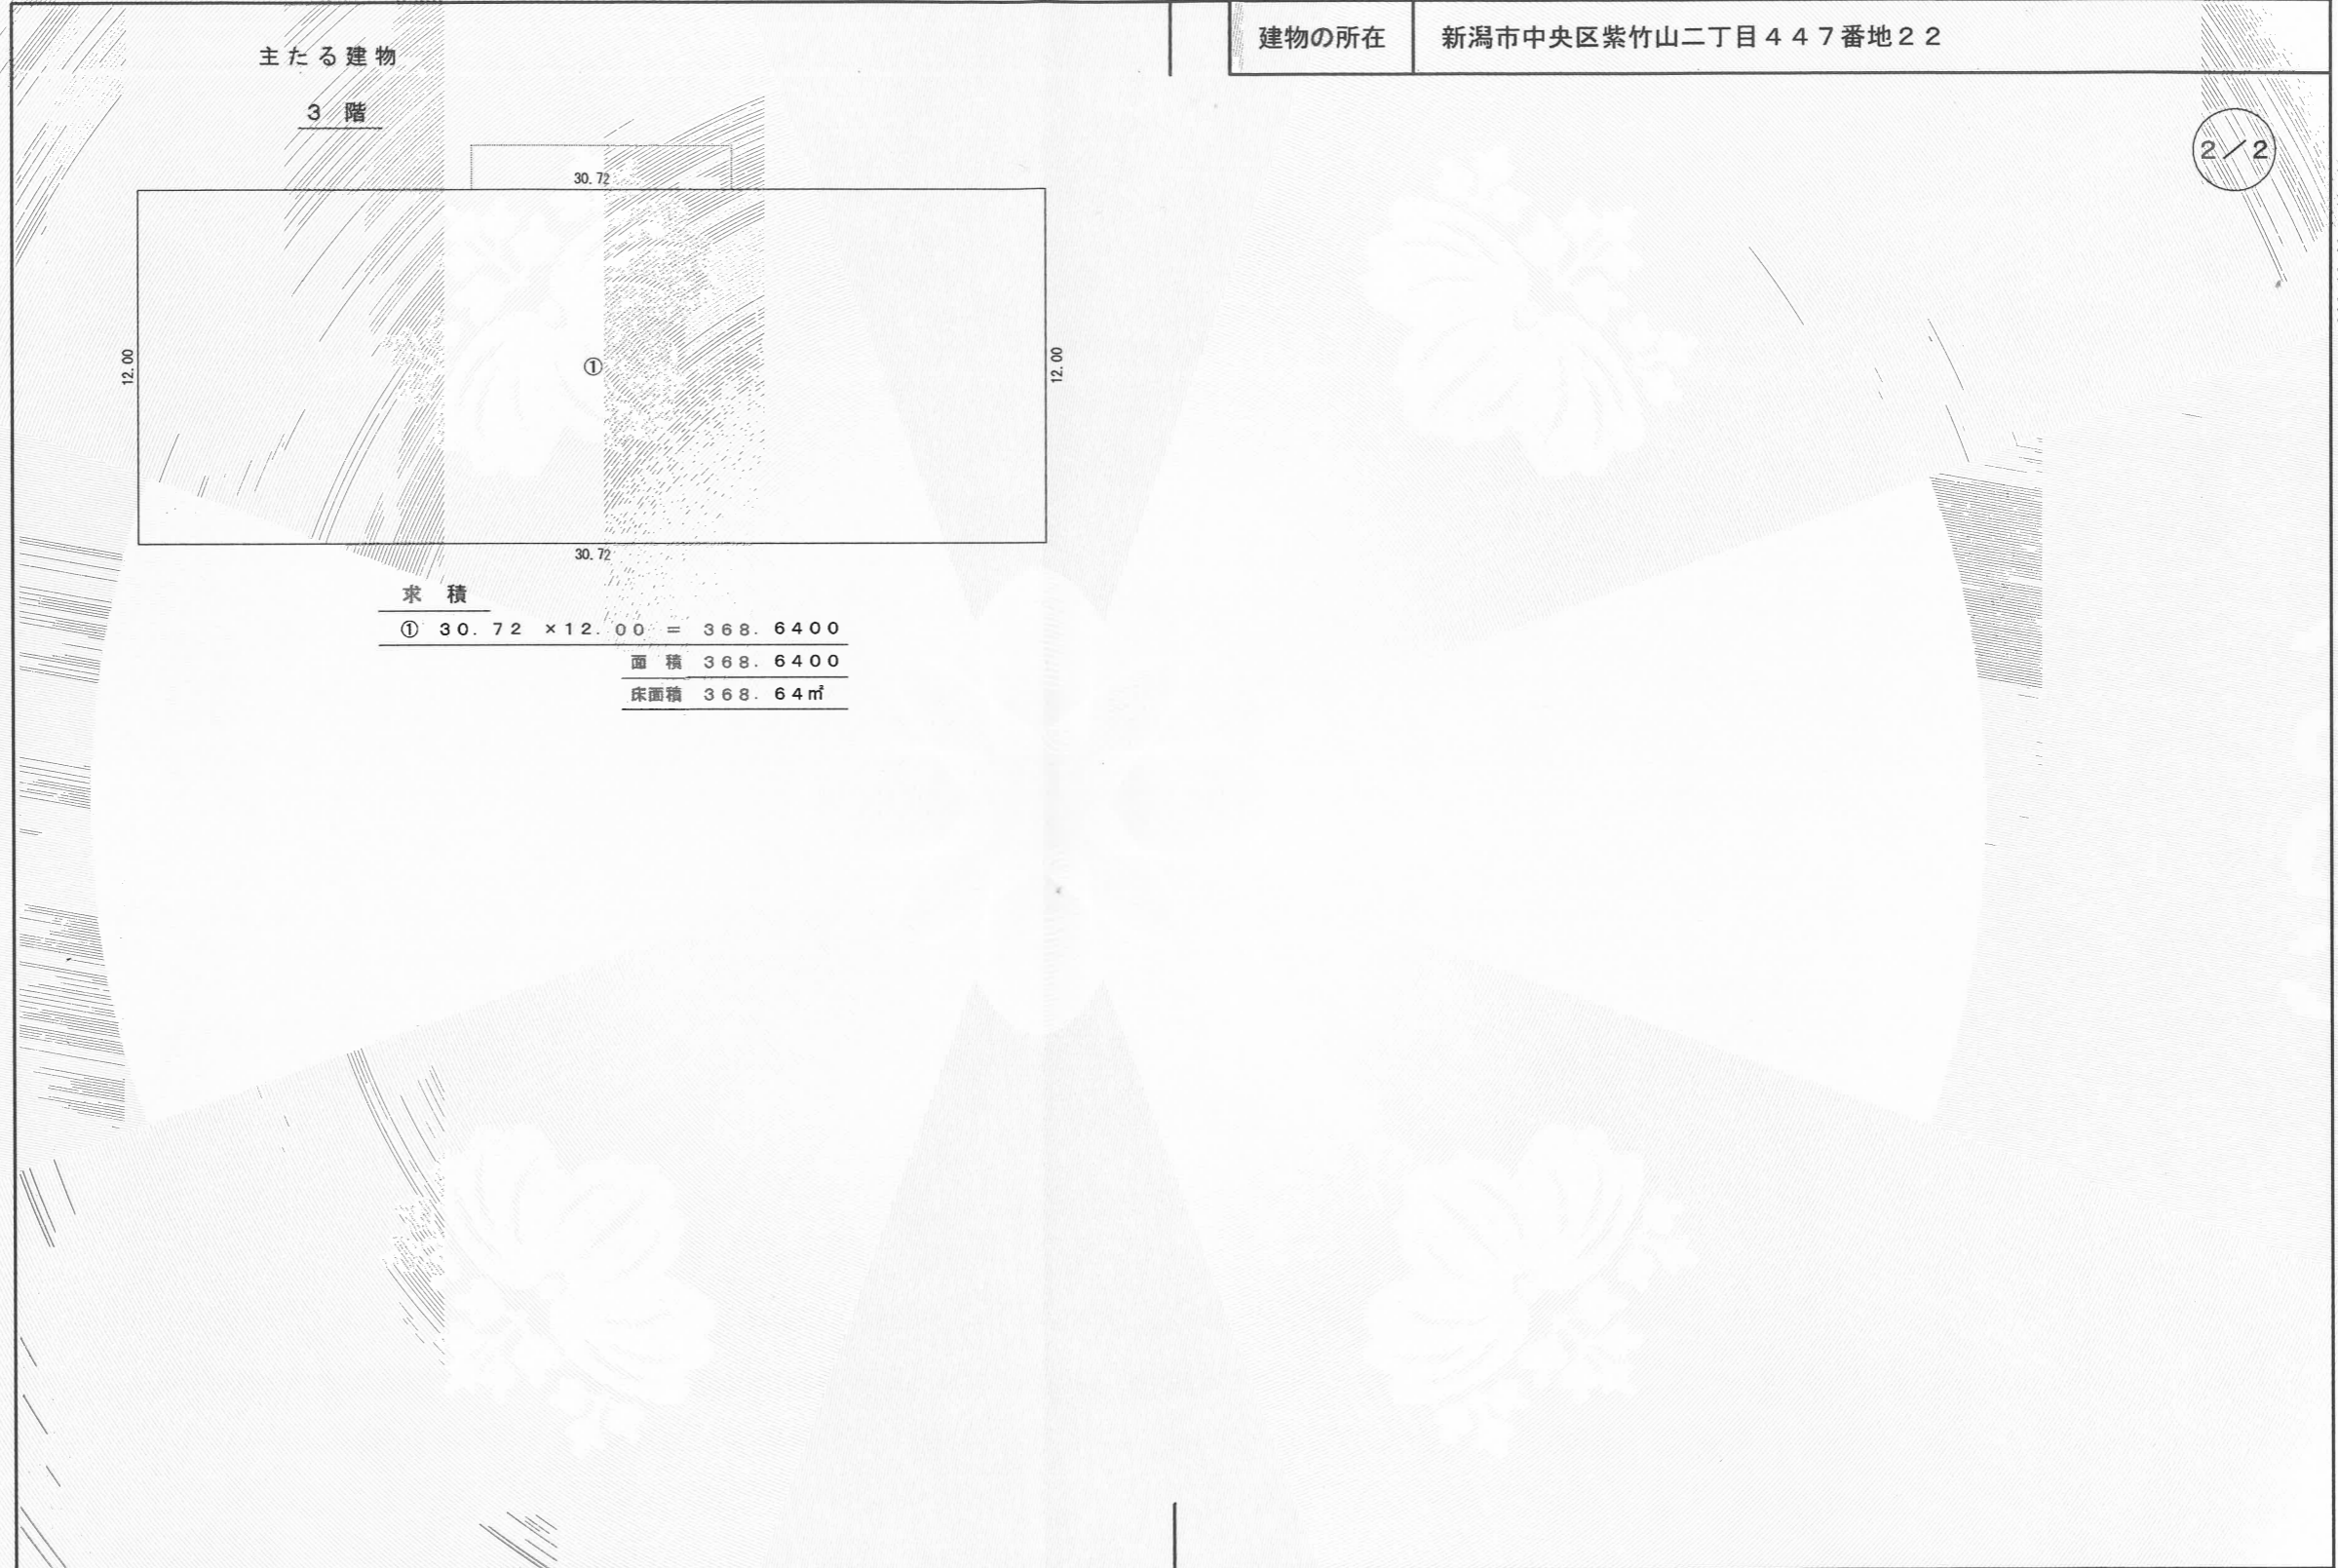 主たる建物
3 階
建物の所在 新潟市中央区紫竹山二丁目４４７番地２２
２／２
30.72
12.00
①
12.00
30.72
求 積
① 30.72 ×12.00 = 368.6400
面 積 368.6400
床面積 368.64㎡